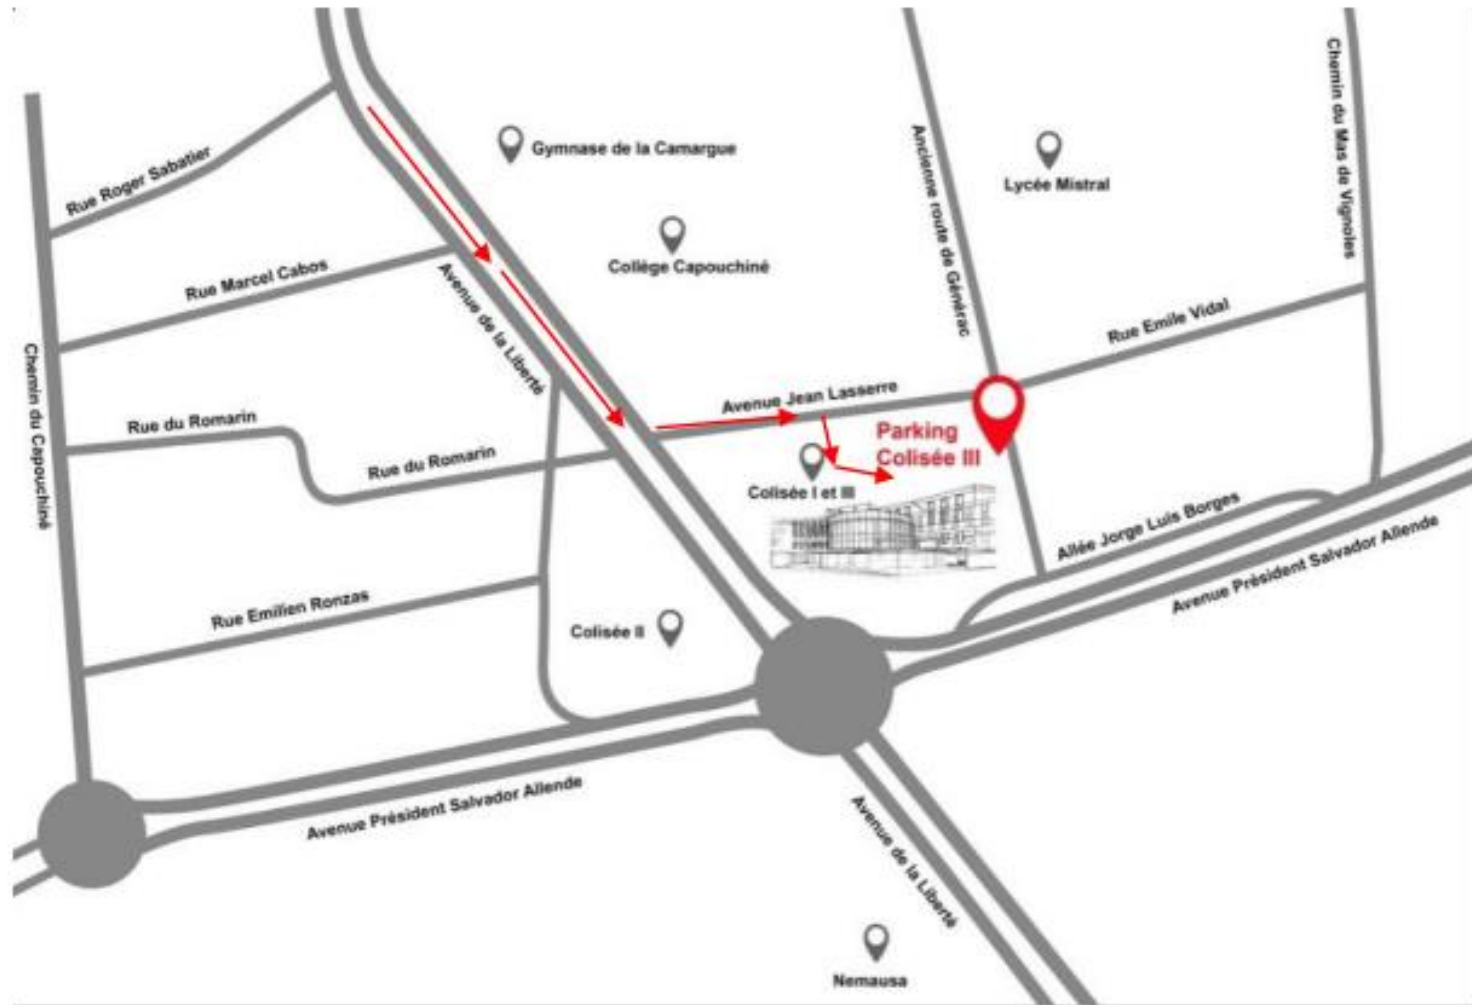 Chemin du Mas de Vignoles
Ancienne route de Générac
Gymnase de la Camargue
Rue Roger Sabatier
Lycée Mistral
Collège Capouchiné
Rue Marcel Cabos
Avenue de la Liberté
Rue Emile Vidal
Chemin du Capouchiné
Avenue Jean Lasserre
Rue du Romarin
Parking
Colisée III
Rue du Romarin
Colisée I et III
Allée Jorge Luis Borges
Avenue Président Salvador Allende
Rue Emilien Ronzas
Colisée II
Avenue Président Salvador Allende
Avenue de la Liberté
Nemausa